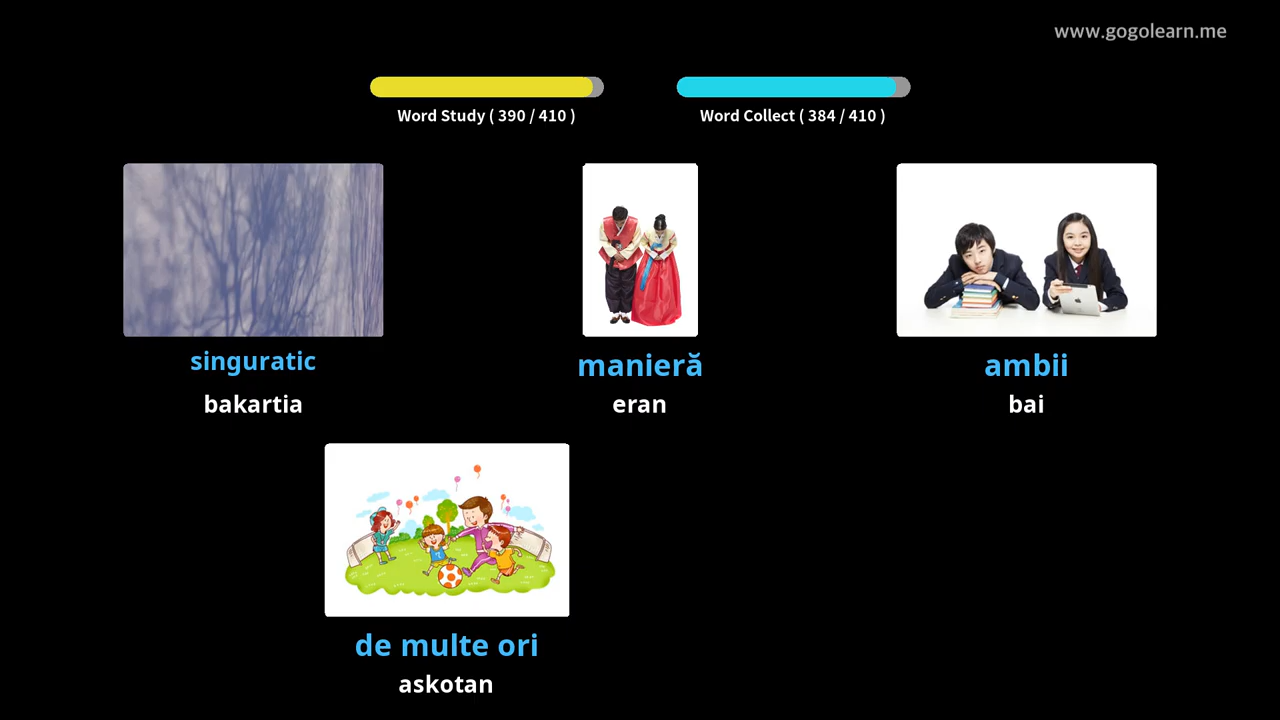 www.gogolearn.me
Word Study ( 390 / 410 )
Word Collect ( 384 / 410 )
singuratic
bakartia
manieră
eran
ambii
bai
de multe ori
askotan